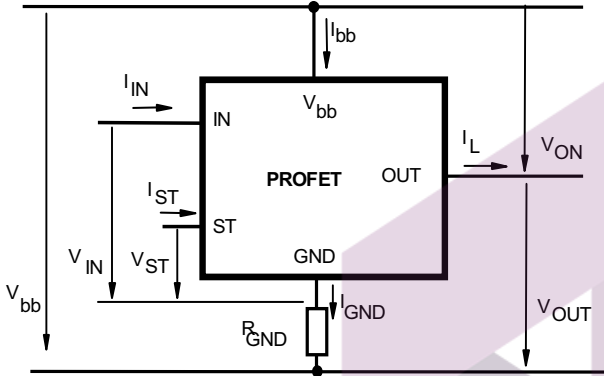 I bb
I IN
V bb
IN
I L
V ON
PROFET
OUT
I ST
ST
V IN
V ST
GND
V bb
I GND
R GND
V OUT